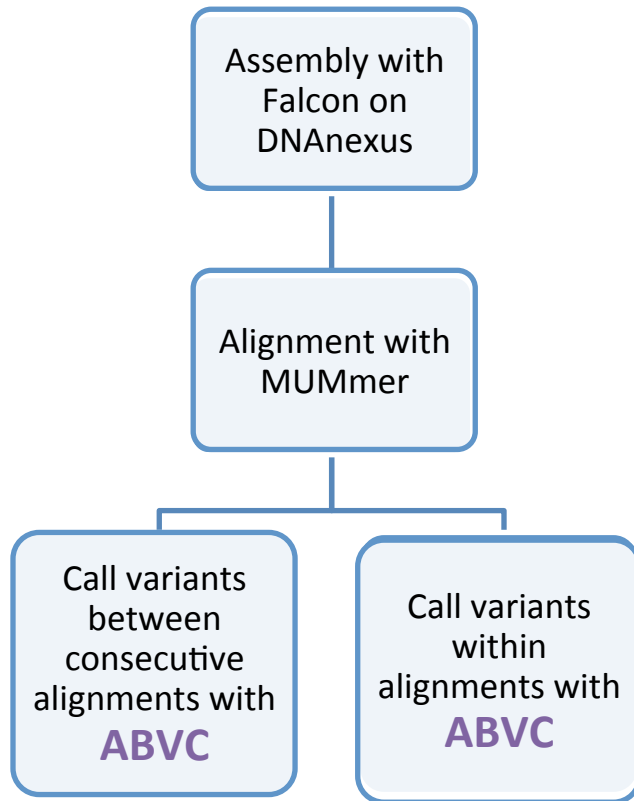 Assembly with
Falcon on
DNAnexus
Alignment with
MUMmer
Call variants
between
consecutive
alignments with
ABVC
Call variants
within
alignments with
ABVC